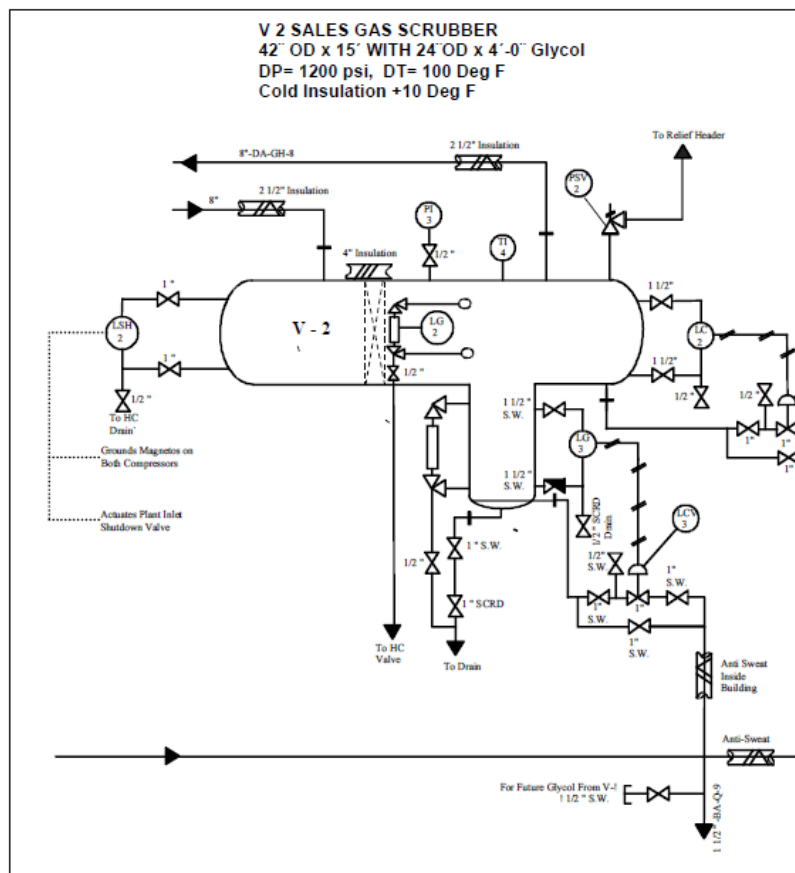 V 2 SALES GAS SCRUBBER
42" OD x 15´ WITH 24"OD x 4´-0" Glycol
DP= 1200 psi, DT= 100 Deg F
Cold Insulation +10 Deg F
To Relief Header
8"-DA-GH-8
2 1/2" Insulation
PSV
2
8"
2 1/2" Insulation
PI
3
1/2 "
TI
4
4" Insulation
1 "
LSH
2
1 "
1/2 "
To HC
Drain'
V - 2
LG
2
1/2 "
1 1/2"
LC
2
1 1/2"
1/2 "
1/2 "
1"
1"
1"
Grounds Magnetos on
Both Compressors
Actuates Plant Inlet
Shutdown Valve
1 1/2 "
S.W.
LG
3
1 1/2 "
S.W.
1/2 " SCRD
Drain
LCV
3
1/2 "
1 " S.W.
1 " SCRD
1/2"
S.W.
1"
S.W.
1"
S.W.
1"
1"
S.W.
To HC
Valve
To Drain
Anti Sweat
Inside
Building
Anti-Sweat
For Future Glycol From V-!
! 1/2 " S.W.
1 1/2 "-BA-Q-9